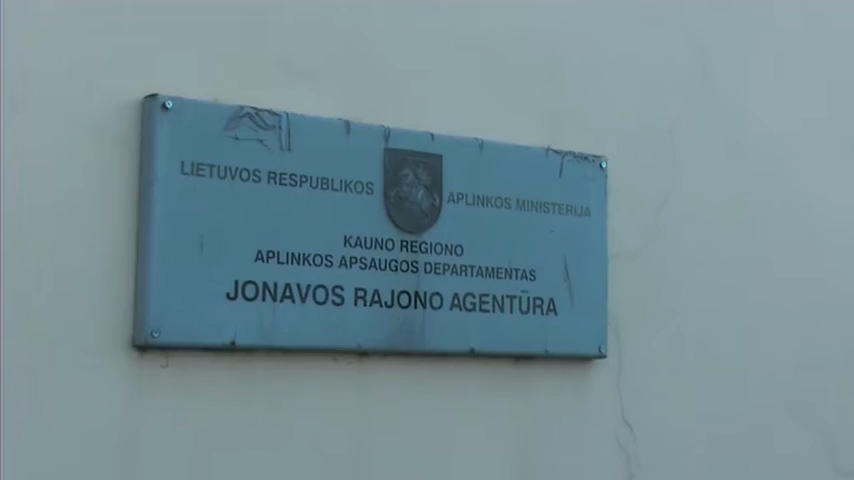 LIETUVOS RESPUBLIKOS APLINKOS MINISTERIJA
KAUNO REGIONO
APLINKOS APSAUGOS DEPARTAMENTAS
JONAVOS RAJONO AGENTŪRA